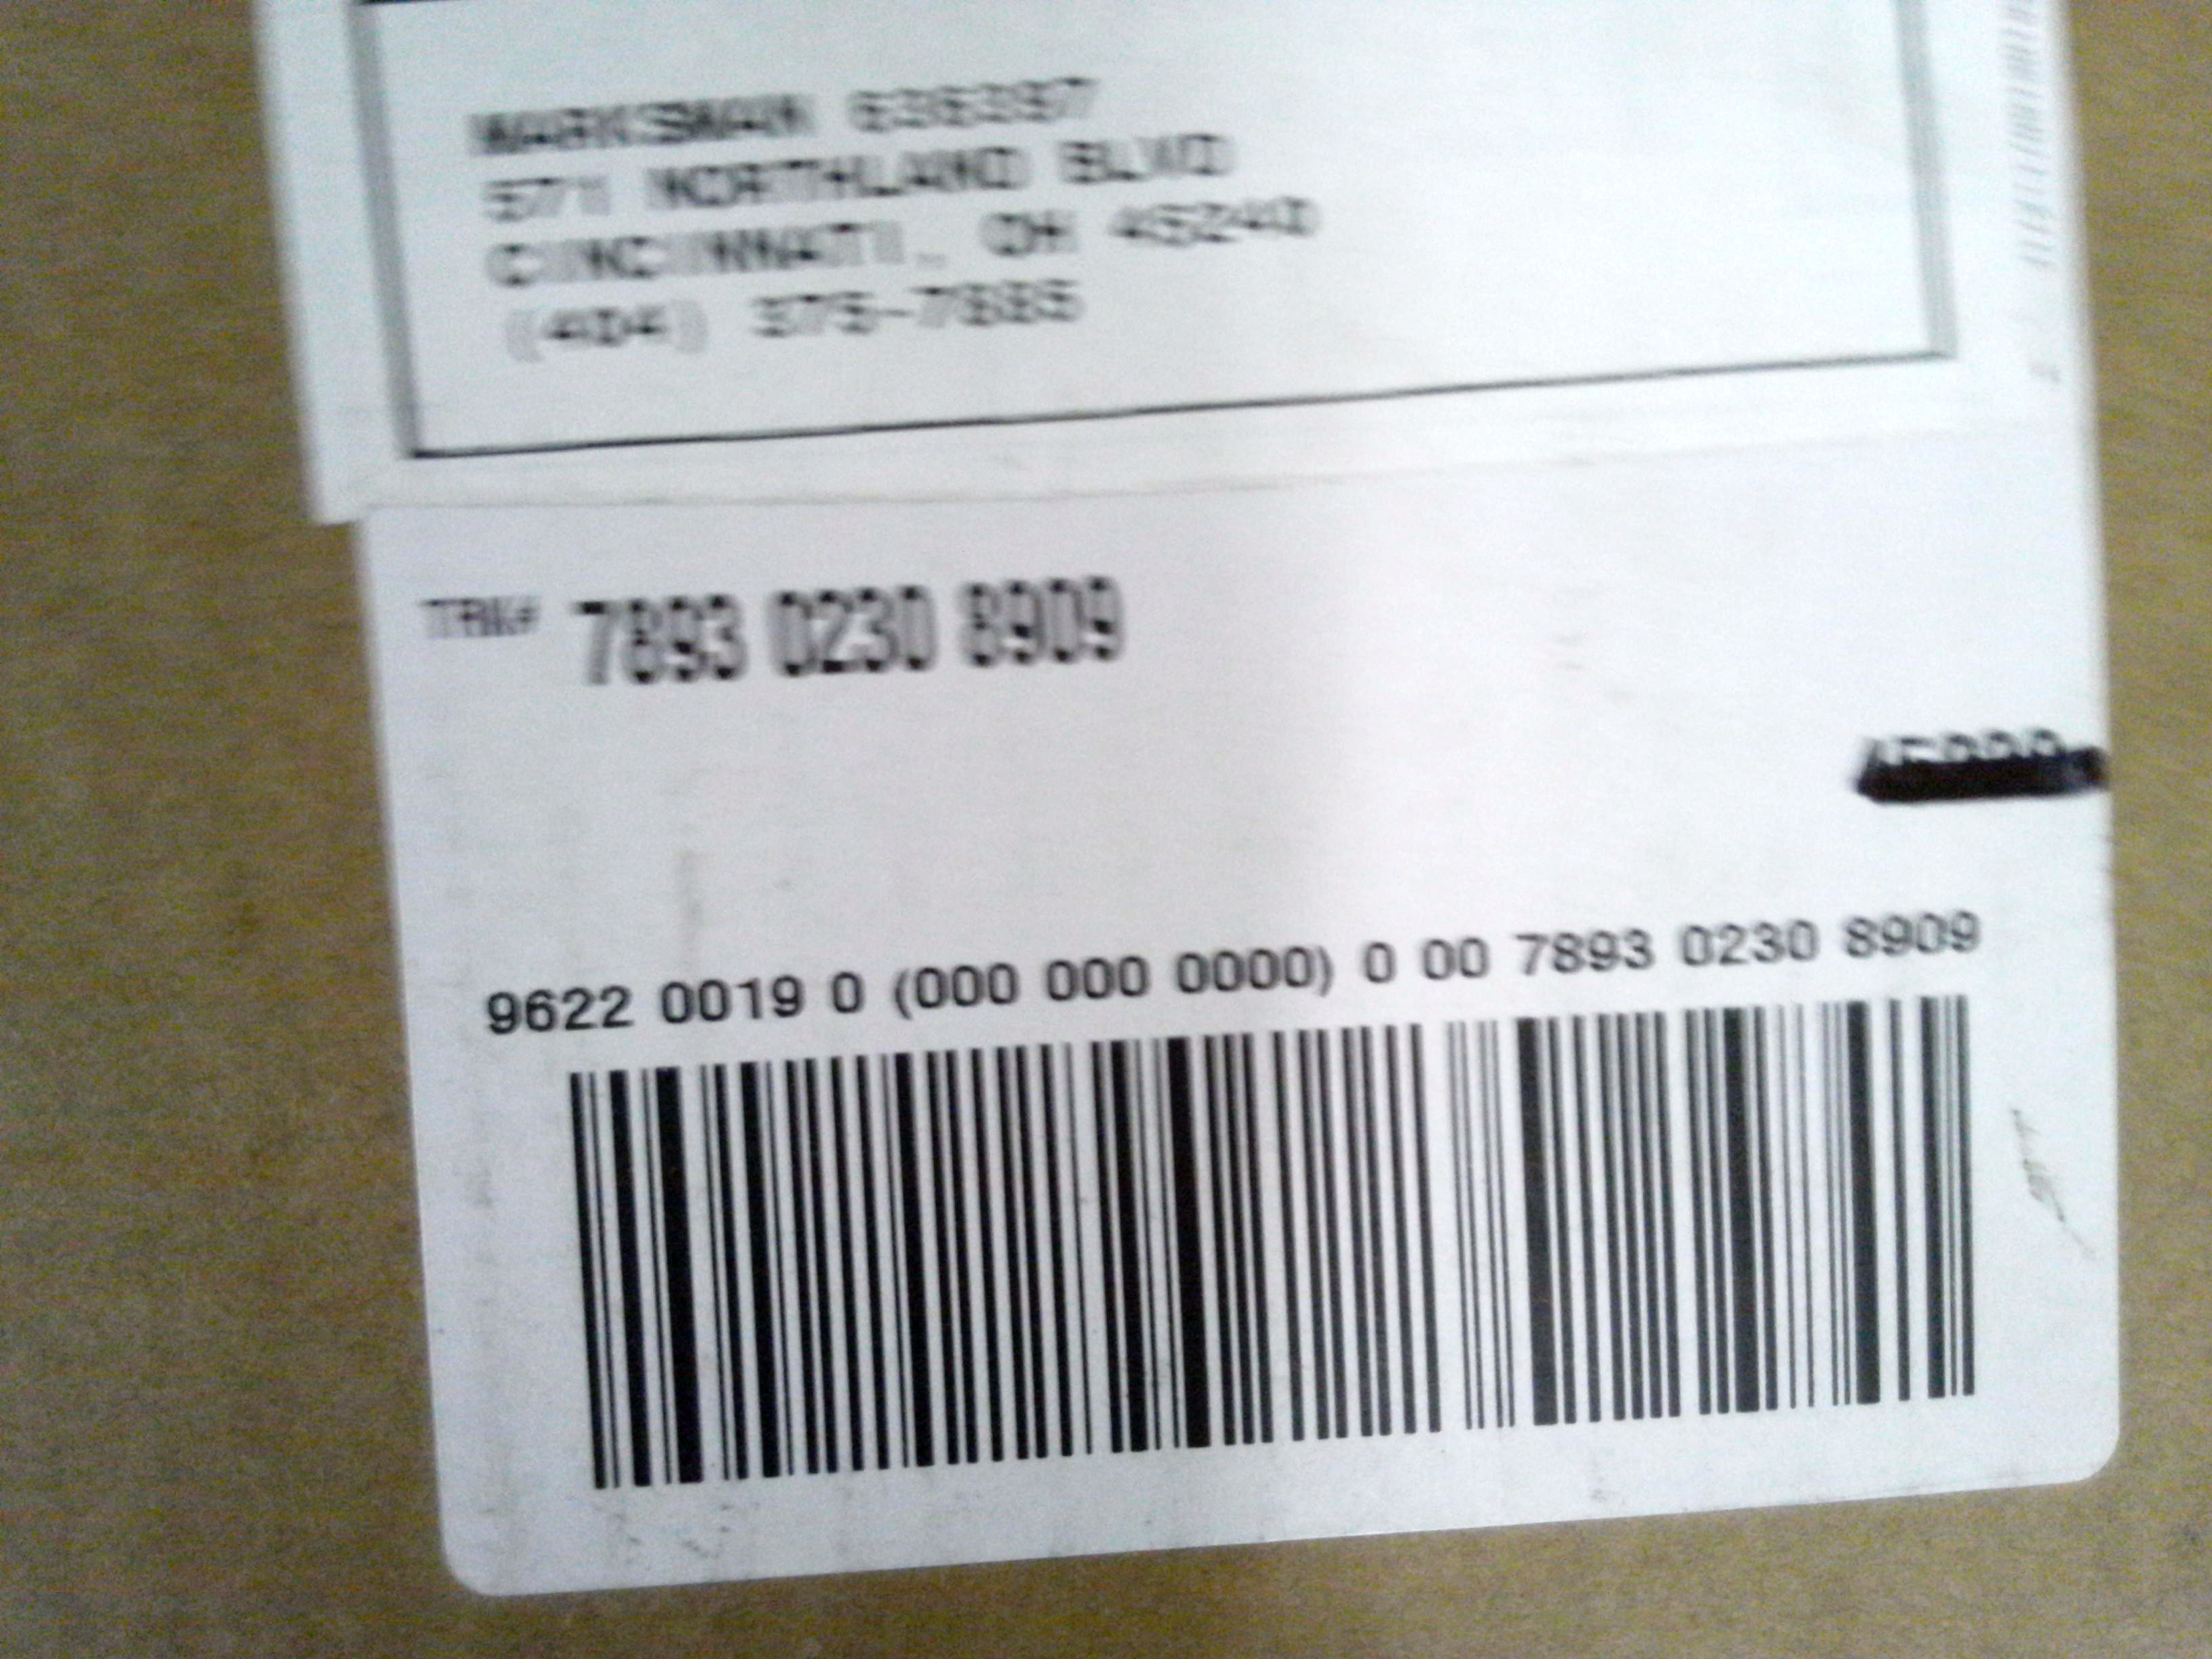 MARKSMAN 636397
571 NORTHLAND BLVD
CINCINNATI, OH 45240
(404) 375-7885
TRK# 7893 0230 8909
9622 0019 0 (000 000 0000) 0 00 7893 0230 8909